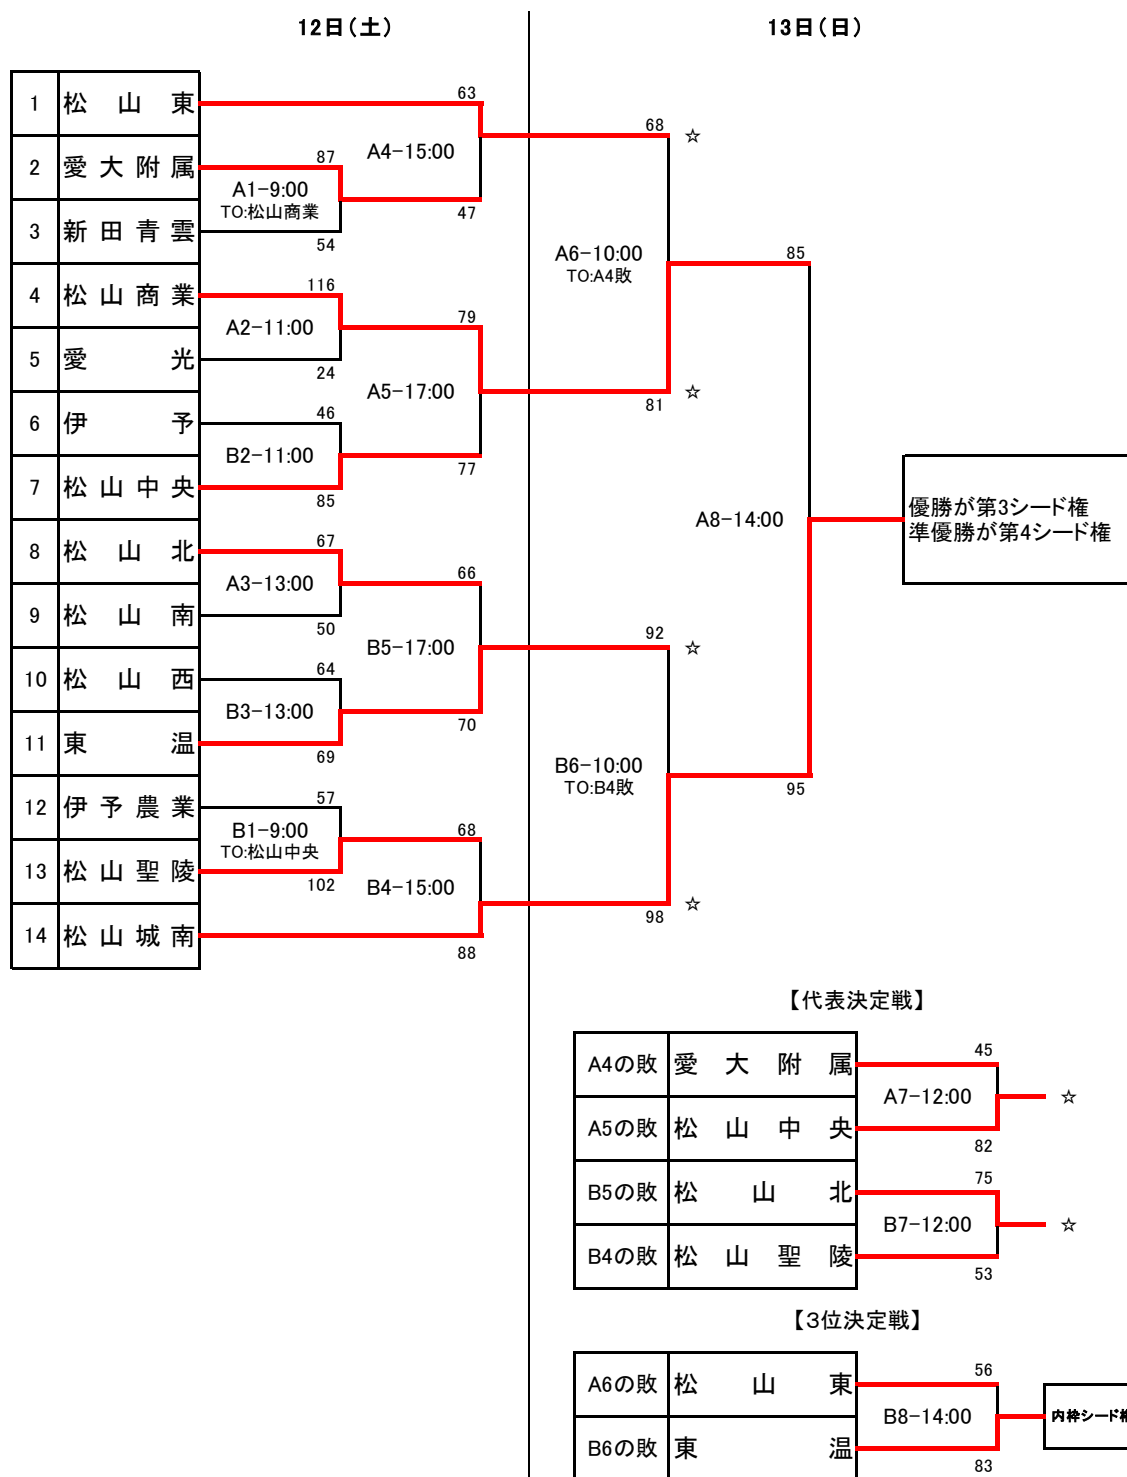 12日(土)
13日(日)
1 松山東
2 愛大附属
3 新田青雲
4 松山商業
5 愛光
6 伊予
7 松山中央
8 松山北
9 松山南
10 松山西
11 東温
12 伊予農業
13 松山聖陵
14 松山城南
63
A4-15:00
47
87
A1-9:00
TO:松山商業
54
116
A2-11:00
24
79
A5-17:00
77
46
B2-11:00
85
67
A3-13:00
50
66
B5-17:00
70
64
B3-13:00
69
57
B1-9:00
TO:松山中央
102
68
B4-15:00
88
68 ☆
A6-10:00
TO:A4敗
81 ☆
85
A8-14:00
95
92 ☆
B6-10:00
TO:B4敗
98 ☆
優勝が第3シード権
準優勝が第4シード権
【代表決定戦】
A4の敗 愛大附属
A5の敗 松山中央
B5の敗 松山北
B4の敗 松山聖陵
45
A7-12:00 ☆
82
75
B7-12:00 ☆
53
【3位決定戦】
A6の敗 松山東
B6の敗 東温
56
B8-14:00
83
内枠シード権